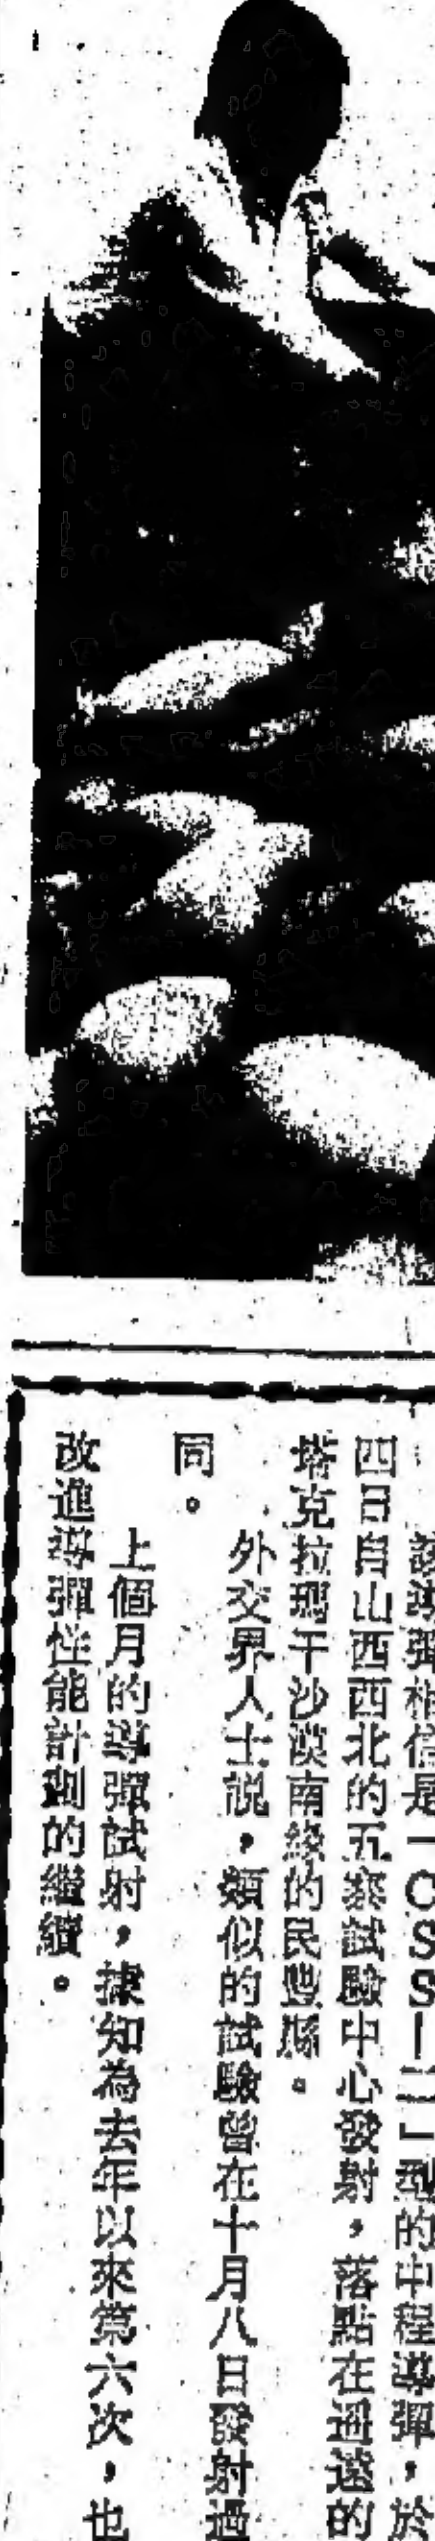 該導彈相信是「CSS—二」型的中程導彈，於
四日自山西西北的五寨試驗中心發射，落點在遙遠的
塔克拉瑪干沙漠南緣的民豐縣。
外交界人士説，類似的試驗曾在十月八日發射過
同。
上個月的導彈試射，據知為去年以來第六次，也
改進導彈性能計劃的繼續。